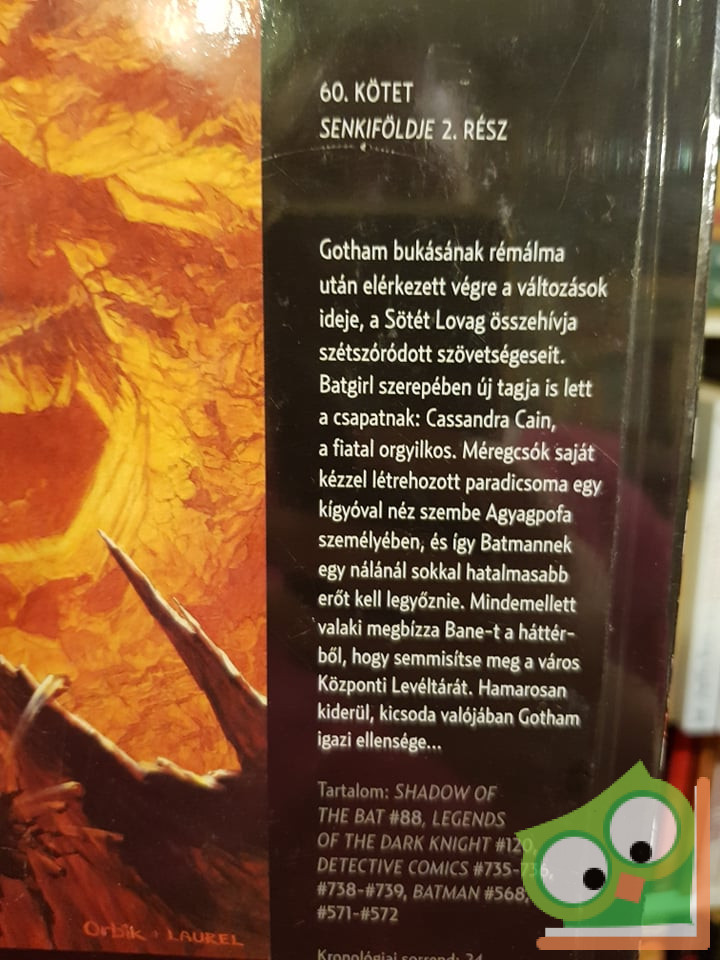 60. KÖTET
SENKIFÖLDJE 2. RÉSZ
Gotham bukásának rémálma
után elérkezett végre a változások
ideje, a Sötét Lovag összehívja
szétszóródott szövetségeseit.
Batgirl szerepében új tagja is lett
a csapatnak: Cassandra Cain,
a fiatal orgyilkos. Méregcsók saját
kézzel létrehozott paradicsoma egy
kígyóval néz szembe Agyagpofa
személyében, és így Batmannek
egy nálánál sokkal hatalmasabb
erőt kell legyőznie. Mindemellett
valaki megbízza Bane-t a háttér-
ből, hogy semmisítse meg a város
Központi Levéltárát. Hamarosan
kiderül, kicsoda valójában Gotham
igazi ellensége...
Tartalom: SHADOW OF
THE BAT #88, LEGENDS
OF THE DARK KNIGHT #120,
DETECTIVE COMICS #735-736,
#738-#739, BATMAN #568,
#571-#572
Kronológiai sorrend: 24
Orbik + LAUREL